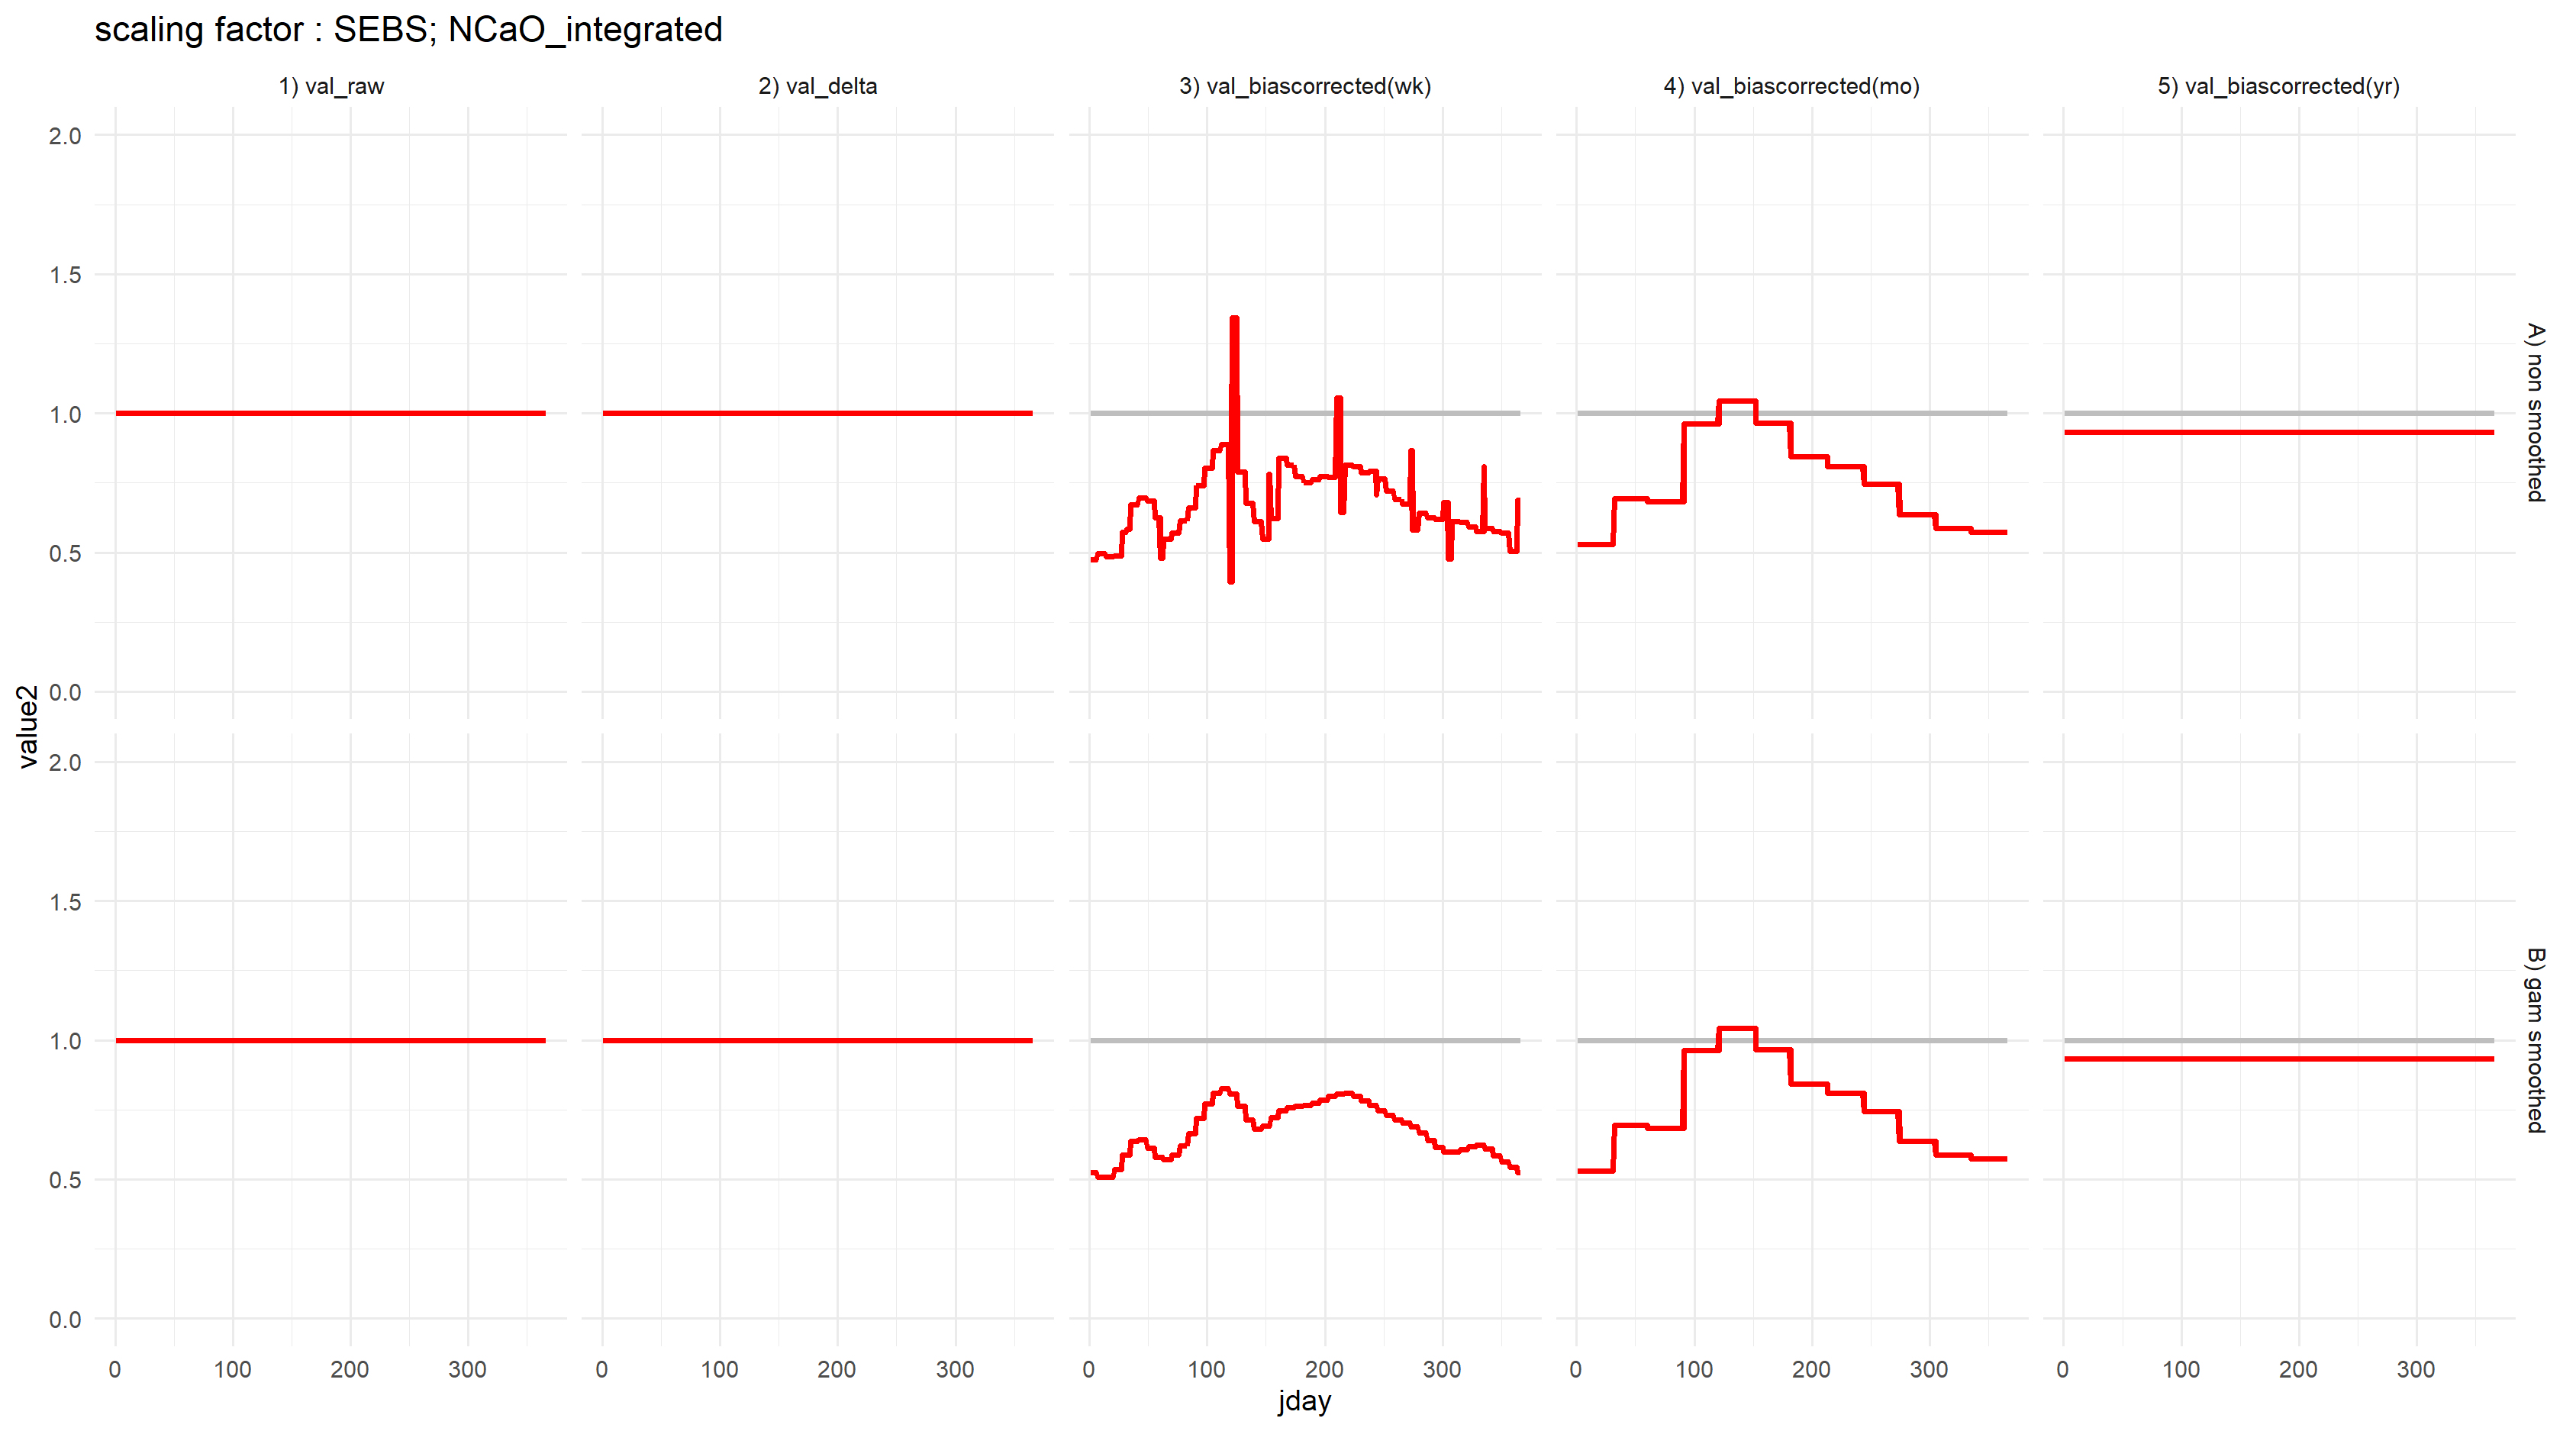 scaling factor : SEBS; NCaO_integrated
1) val_raw
2) val_delta
3) val_biascorrected(wk)
4) val_biascorrected(mo)
5) val_biascorrected(yr)
2.0
1.5
1.0
0.5
0.0
A) non smoothed
value2
2.0
1.5
1.0
0.5
0.0
B) gam smoothed
0 100 200 300
0 100 200 300
0 100 200 300
0 100 200 300
0 100 200 300
jday